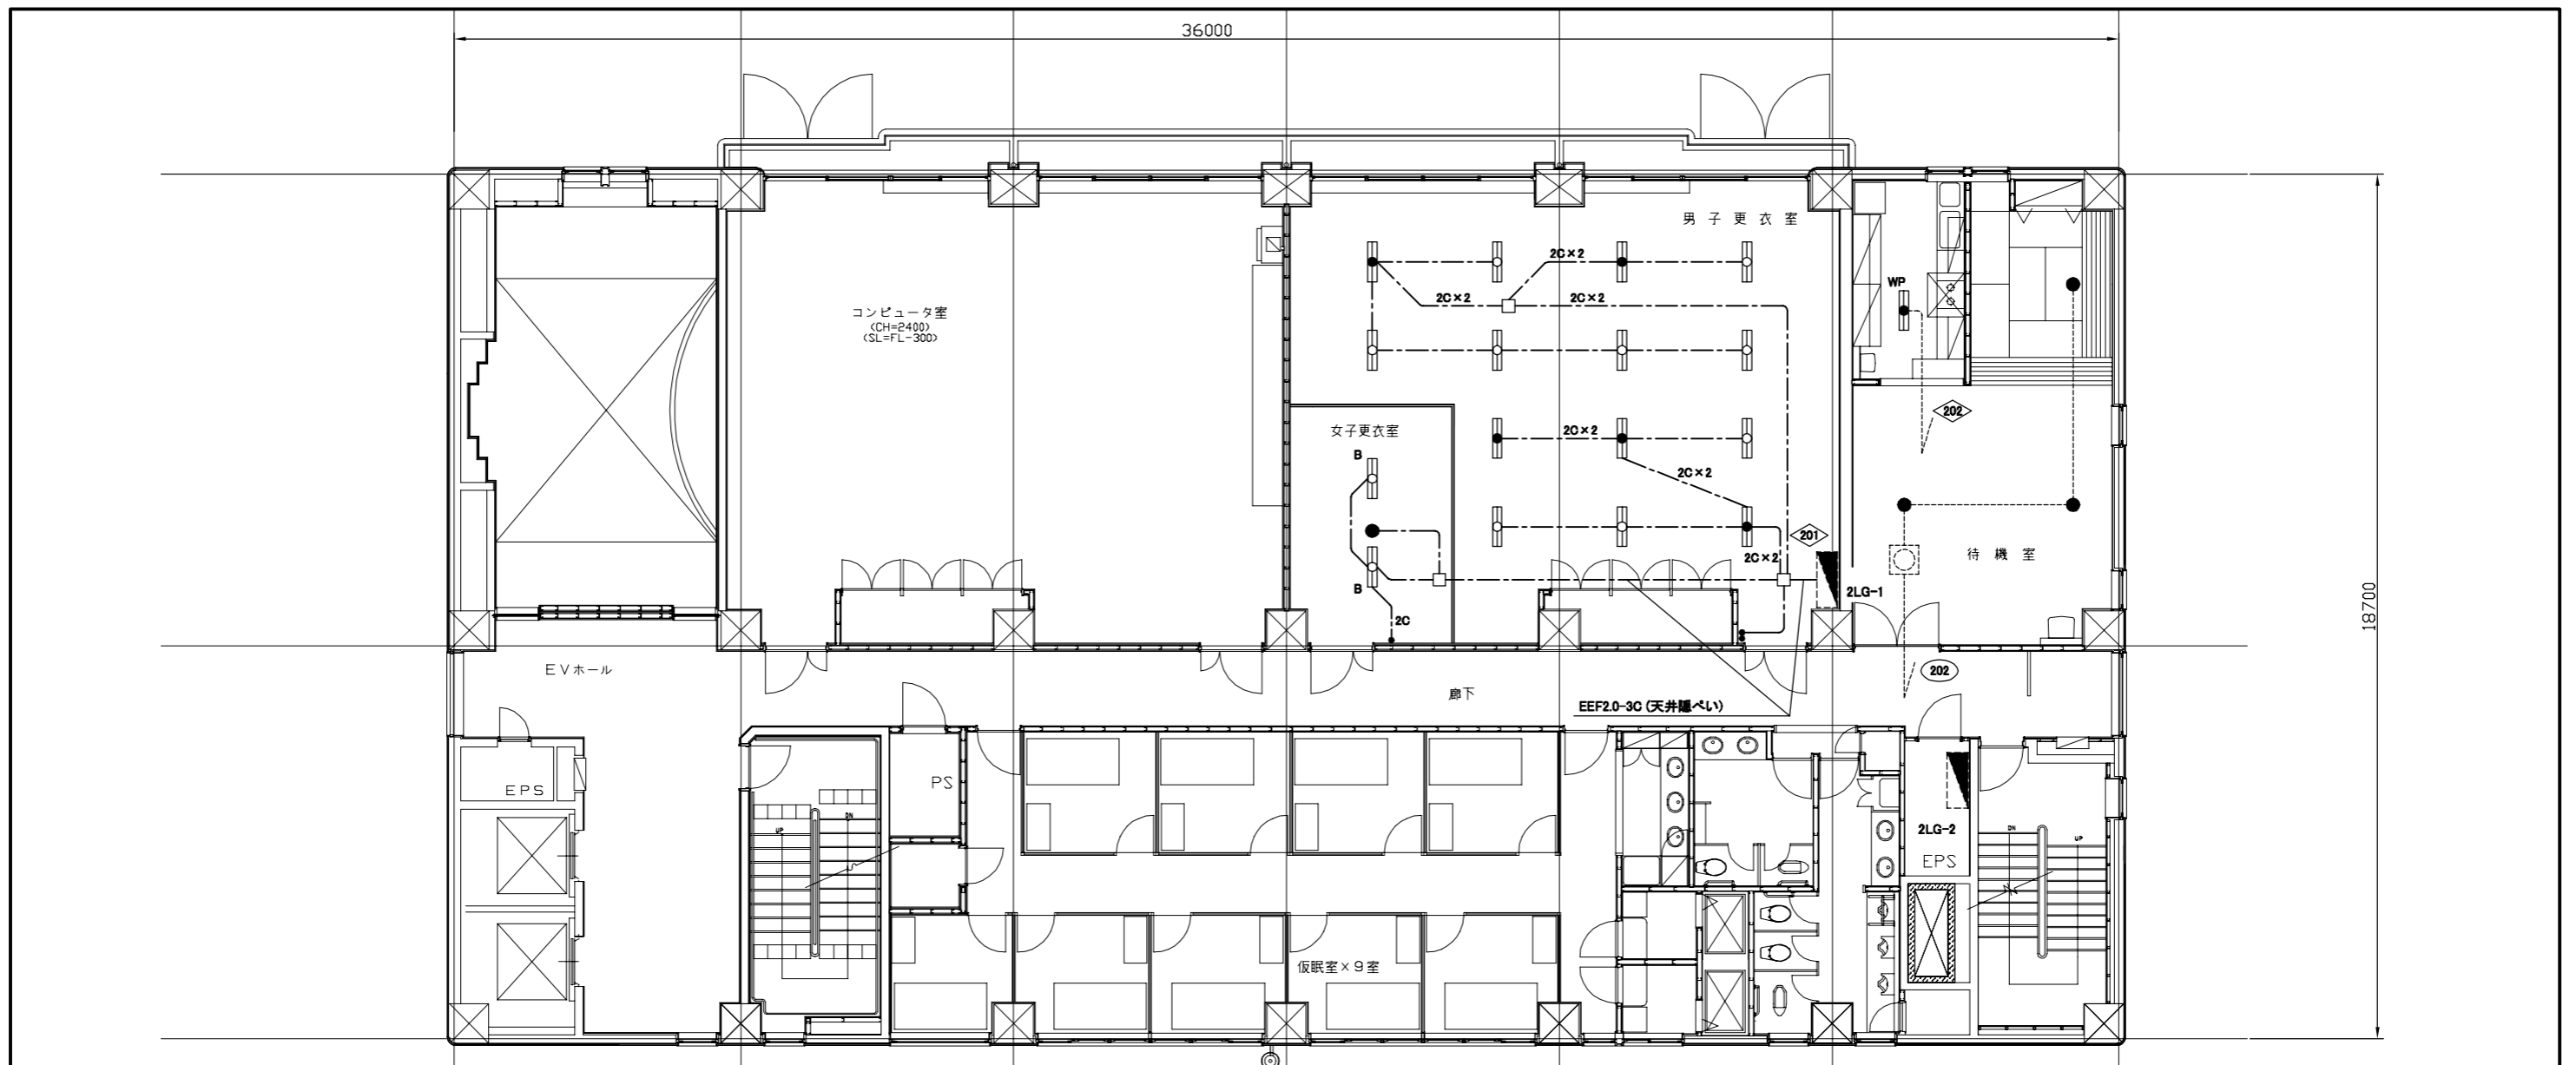 36000
男子更衣室
2C×2
WP
2C×2
2C×2
コンピュータ室
(CH=2400)
(SL=FL-300)
202
女子更衣室
2C×2
B
2C×2
201
待機室
2C×2
B
2LG-1
2C
18700
EVホール
202
廊下
EEF2.0-3C (天井隠ぺい)
PS
EPS
UP
DN
2LG-2
DN
UP
EPS
仮眠室×9室